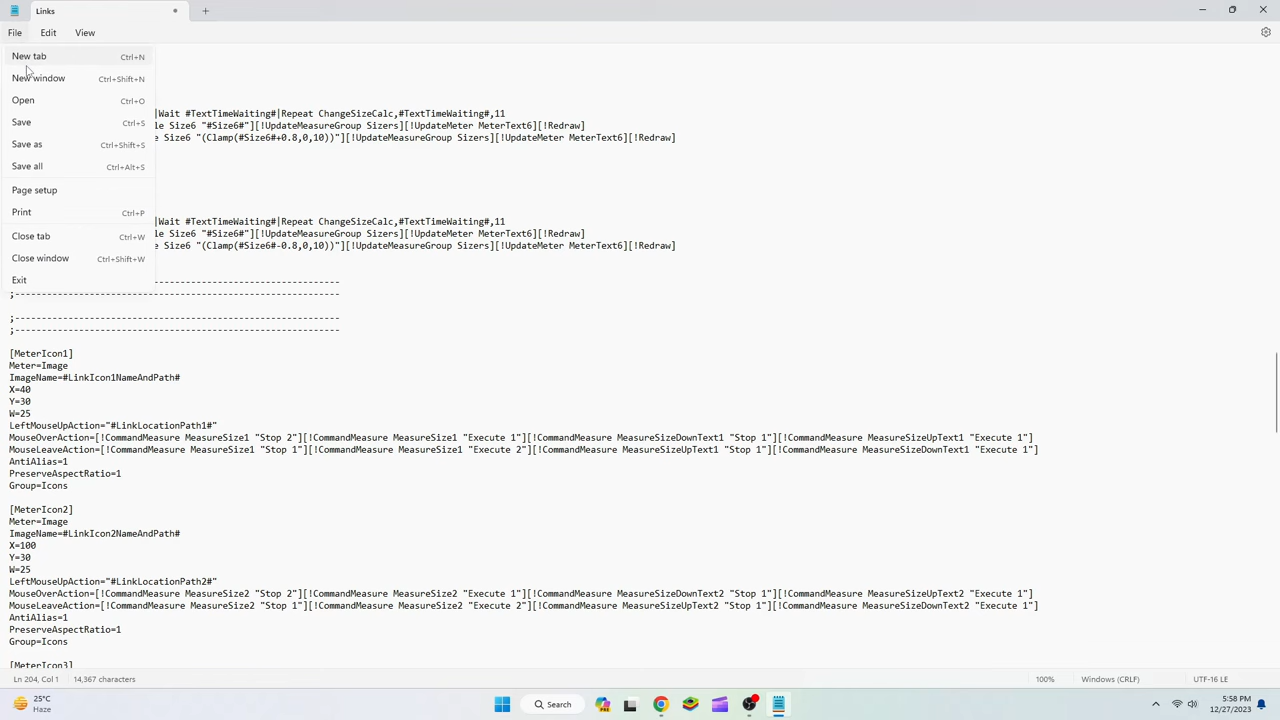 Links
File Edit View
New tab Ctrl+N
New window Ctrl+Shift+N
Open Ctrl+O
Save Ctrl+S
Save as Ctrl+Shift+S
Save all Ctrl+Alt+S
Page setup
Print Ctrl+P
Close tab Ctrl+W
Close window Ctrl+Shift+W
Exit
|Wait #TextTimeWaiting#|Repeat ChangeSizeCalc,#TextTimeWaiting#,11
le Size6 "#Size6#"][!UpdateMeasureGroup Sizers][!UpdateMeter MeterText6][!Redraw]
le Size6 "(Clamp(#Size6#+0.8,0,10))"][!UpdateMeasureGroup Sizers][!UpdateMeter MeterText6][!Redraw]
|Wait #TextTimeWaiting#|Repeat ChangeSizeCalc,#TextTimeWaiting#,11
le Size6 "#Size6#"][!UpdateMeasureGroup Sizers][!UpdateMeter MeterText6][!Redraw]
le Size6 "(Clamp(#Size6#-0.8,0,10))"][!UpdateMeasureGroup Sizers][!UpdateMeter MeterText6][!Redraw]
-----------------------------------
;-------------------------------------------------------------
;-------------------------------------------------------------
;-------------------------------------------------------------
[MeterIcon1]
Meter=Image
ImageName=#LinkIcon1NameAndPath#
X=40
Y=30
W=25
LeftMouseUpAction="#LinkLocationPath1#"
MouseOverAction=[!CommandMeasure MeasureSize1 "Stop 2"][!CommandMeasure MeasureSize1 "Execute 1"][!CommandMeasure MeasureSizeDownText1 "Stop 1"][!CommandMeasure MeasureSizeUpText1 "Execute 1"]
MouseLeaveAction=[!CommandMeasure MeasureSize1 "Stop 1"][!CommandMeasure MeasureSize1 "Execute 2"][!CommandMeasure MeasureSizeUpText1 "Stop 1"][!CommandMeasure MeasureSizeDownText1 "Execute 1"]
AntiAlias=1
PreserveAspectRatio=1
Group=Icons
[MeterIcon2]
Meter=Image
ImageName=#LinkIcon2NameAndPath#
X=100
Y=30
W=25
LeftMouseUpAction="#LinkLocationPath2#"
MouseOverAction=[!CommandMeasure MeasureSize2 "Stop 2"][!CommandMeasure MeasureSize2 "Execute 1"][!CommandMeasure MeasureSizeDownText2 "Stop 1"][!CommandMeasure MeasureSizeUpText2 "Execute 1"]
MouseLeaveAction=[!CommandMeasure MeasureSize2 "Stop 1"][!CommandMeasure MeasureSize2 "Execute 2"][!CommandMeasure MeasureSizeUpText2 "Stop 1"][!CommandMeasure MeasureSizeDownText2 "Execute 1"]
AntiAlias=1
PreserveAspectRatio=1
Group=Icons
[MeterIcon3]
Ln 204, Col 1 14,367 characters 100% Windows (CRLF) UTF-16 LE
25°C
Haze
Search
PRE
5:58 PM
12/27/2023